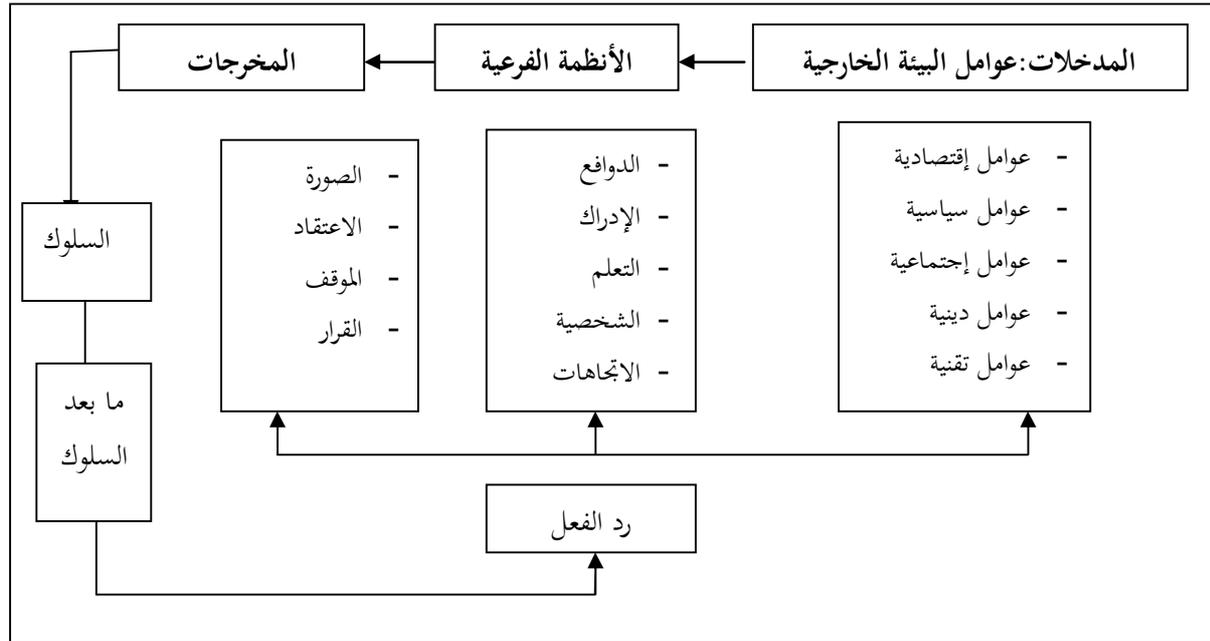 المدخلات:عوامل البيئة الخارجية
الأنظمة الفرعية
المخرجات
- عوامل إقتصادية
- عوامل سياسية
- عوامل إجتماعية
- عوامل دينية
- عوامل تقنية
- الدوافع
- الإدراك
- التعلم
- الشخصية
- الاتجاهات
- الصورة
- الاعتقاد
- الموقف
- القرار
السلوك
ما بعد
السلوك
رد الفعل